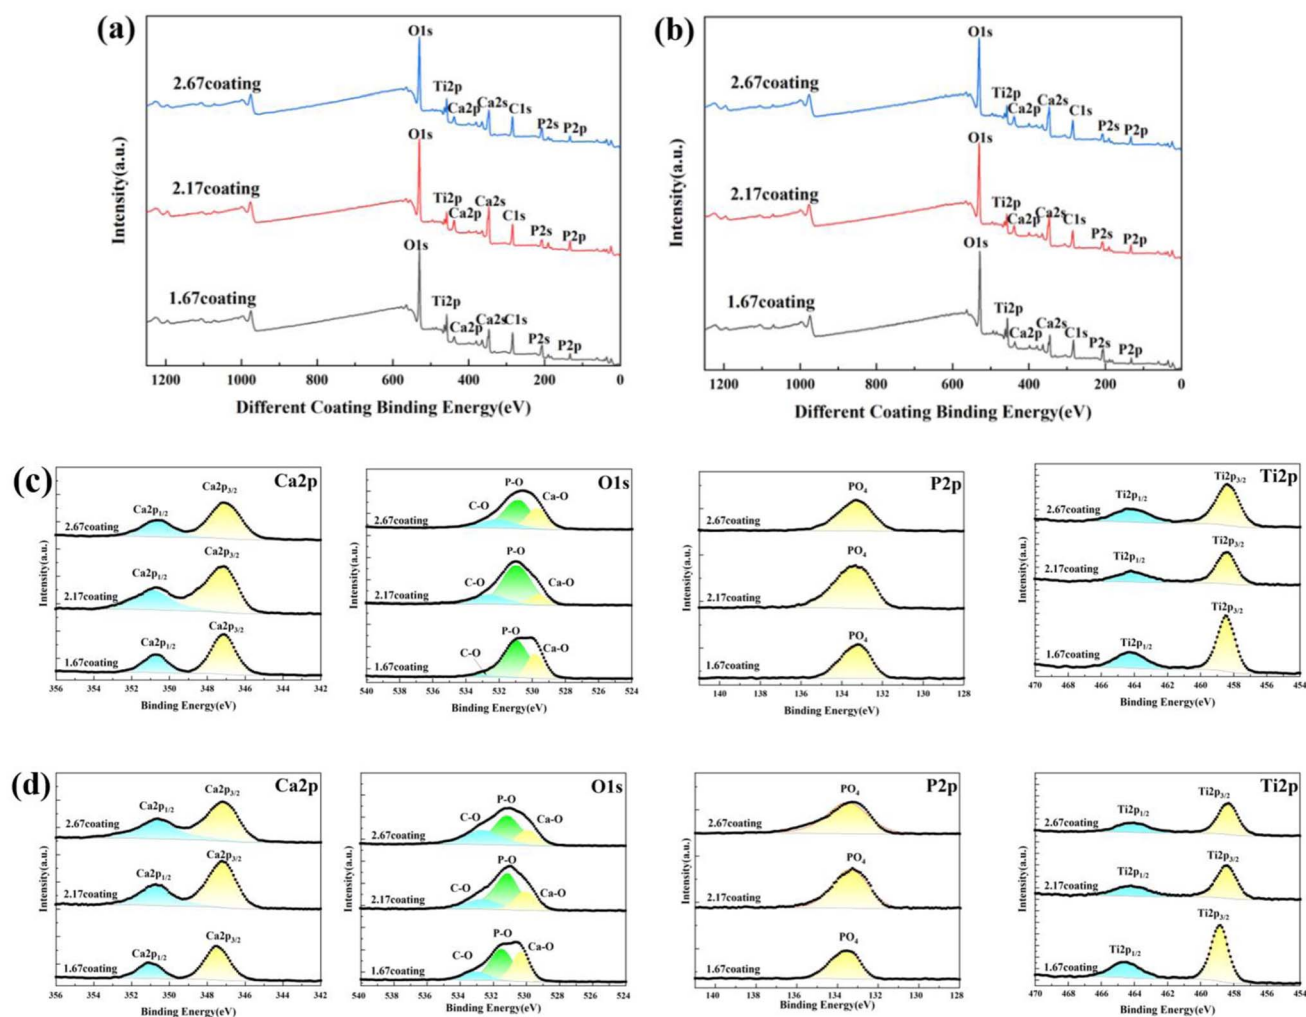 (a)
O1s
2.67coating
Ti2p
Ca2p
Ca2s
C1s
P2s
P2p
O1s
2.17coating
Ti2p
Ca2p
Ca2s
C1s
P2s
P2p
O1s
1.67coating
Ti2p
Ca2p
Ca2s
C1s
P2s
P2p
Intensity(a.u.)
1200 1000 800 600 400 200 0
Different Coating Binding Energy(eV)
(b)
O1s
2.67coating
Ti2p
Ca2p
Ca2s
C1s
P2s
P2p
O1s
2.17coating
Ti2p
Ca2p
Ca2s
C1s
P2s
P2p
O1s
1.67coating
Ti2p
Ca2p
Ca2s
C1s
P2s
P2p
Intensity(a.u.)
1200 1000 800 600 400 200 0
Different Coating Binding Energy(eV)
(c)
Ca2p
Ca2p3/2
Ca2p1/2
2.67coating
Ca2p3/2
Ca2p1/2
2.17coating
Ca2p3/2
Ca2p1/2
1.67coating
Intensity(a.u.)
356 354 352 350 348 346 344 342
Binding Energy(eV)
O1s
P-O
C-O
Ca-O
2.67coating
P-O
C-O
Ca-O
2.17coating
P-O
C-O
Ca-O
1.67coating
Intensity(a.u.)
540 538 536 534 532 530 528 526 524
Binding Energy(eV)
P2p
PO4
2.67coating
PO4
2.17coating
PO4
1.67coating
Intensity(a.u.)
140 138 136 134 132 130 128
Binding Energy(eV)
Ti2p
Ti2p3/2
Ti2p1/2
2.67coating
Ti2p3/2
Ti2p1/2
2.17coating
Ti2p3/2
Ti2p1/2
1.67coating
Intensity(a.u.)
470 468 466 464 462 460 458 456 454
Binding Energy(eV)
(d)
Ca2p
Ca2p3/2
Ca2p1/2
2.67coating
Ca2p3/2
Ca2p1/2
2.17coating
Ca2p3/2
Ca2p1/2
1.67coating
Intensity(a.u.)
356 354 352 350 348 346 344 342
Binding Energy(eV)
O1s
P-O
C-O
Ca-O
2.67coating
P-O
C-O
Ca-O
2.17coating
P-O
C-O
Ca-O
1.67coating
Intensity(a.u.)
540 538 536 534 532 530 528 526 524
Binding Energy(eV)
P2p
PO4
2.67coating
PO4
2.17coating
PO4
1.67coating
Intensity(a.u.)
140 138 136 134 132 130 128
Binding Energy(eV)
Ti2p
Ti2p3/2
Ti2p1/2
2.67coating
Ti2p3/2
Ti2p1/2
2.17coating
Ti2p3/2
Ti2p1/2
1.67coating
Intensity(a.u.)
470 468 466 464 462 460 458 456 454
Binding Energy(eV)